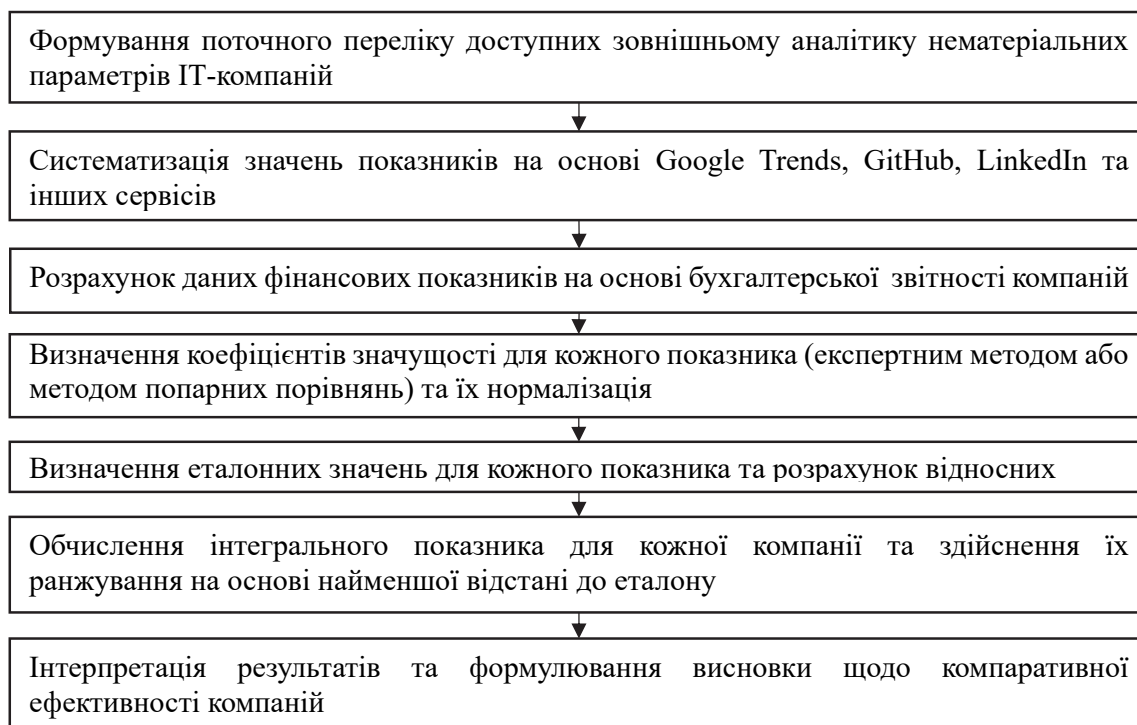 Формування поточного переліку доступних зовнішньому аналітику нематеріальних
параметрів ІТ-компаній
Систематизація значень показників на основі Google Trends, GitHub, LinkedIn та
інших сервісів
Розрахунок даних фінансових показників на основі бухгалтерської звітності компаній
Визначення коефіцієнтів значущості для кожного показника (експертним методом або
методом попарних порівнянь) та їх нормалізація
Визначення еталонних значень для кожного показника та розрахунок відносних
Обчислення інтегрального показника для кожної компанії та здійснення їх
ранжування на основі найменшої відстані до еталону
Інтерпретація результатів та формулювання висновки щодо компаративної
ефективності компаній